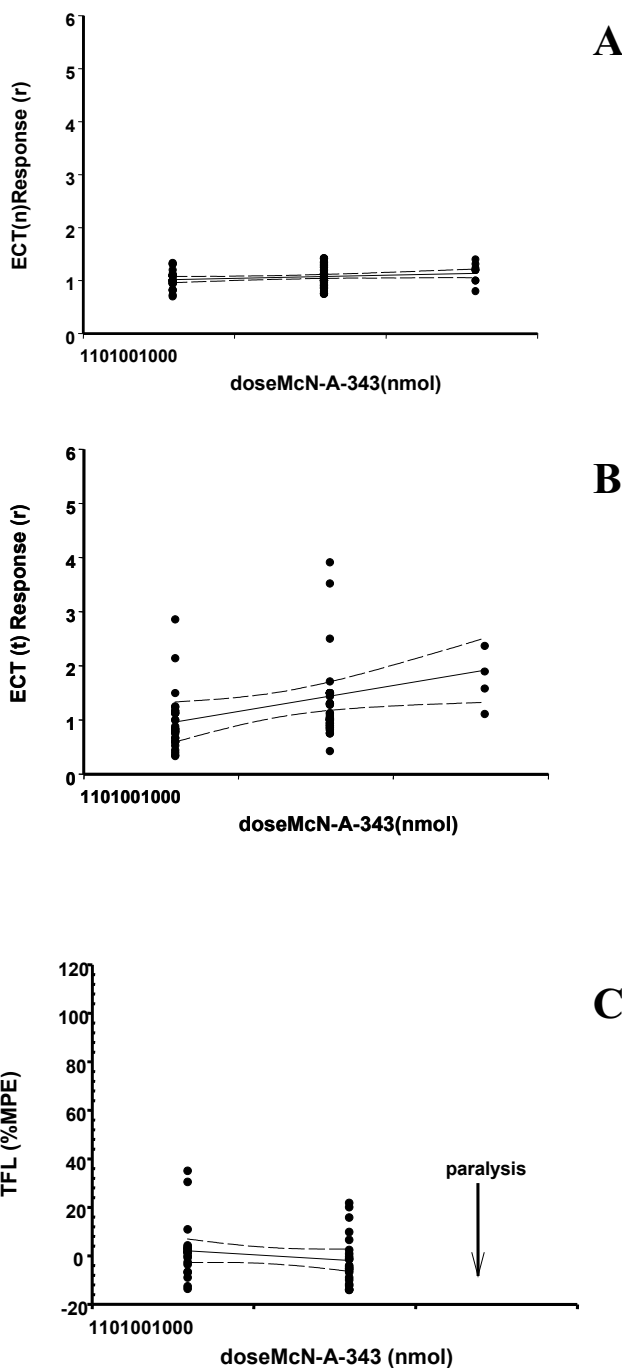 A
ECT(n)Response (r)
6
5
4
3
2
1
0
1101001000
doseMcN-A-343(nmol)
B
ECT (t) Response (r)
6
5
4
3
2
1
0
1101001000
doseMcN-A-343(nmol)
C
TFL (%MPE)
120
100
80
60
40
20
0
-20
paralysis
1101001000
doseMcN-A-343 (nmol)